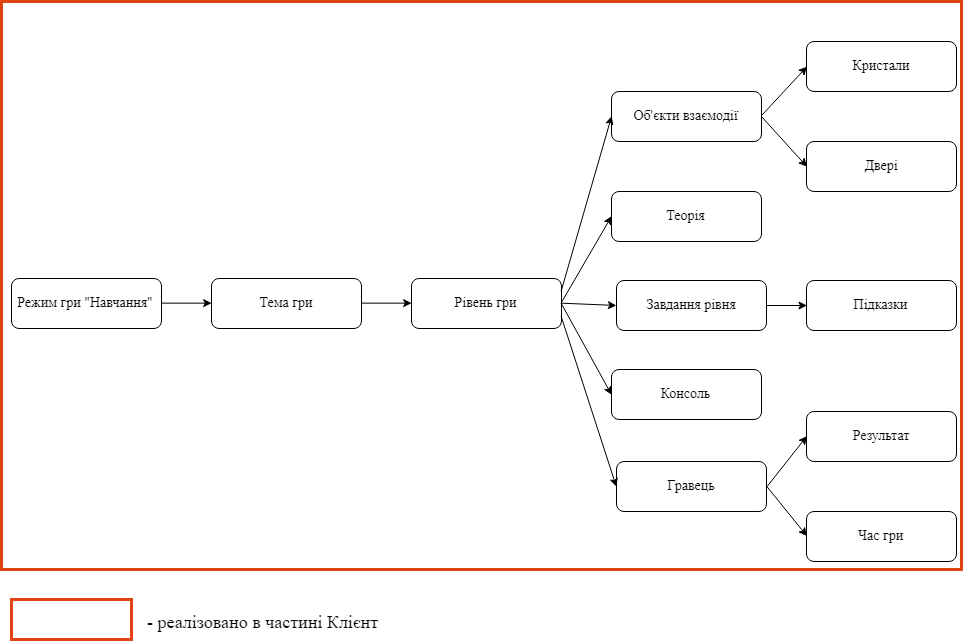 Кристали
Об'єкти взаємодії
Двері
Теорія
Режим гри "Навчання"
Тема гри
Рівень гри
Завдання рівня
Підказки
Консоль
Результат
Гравець
Час гри
- реалізовано в частині Клієнт